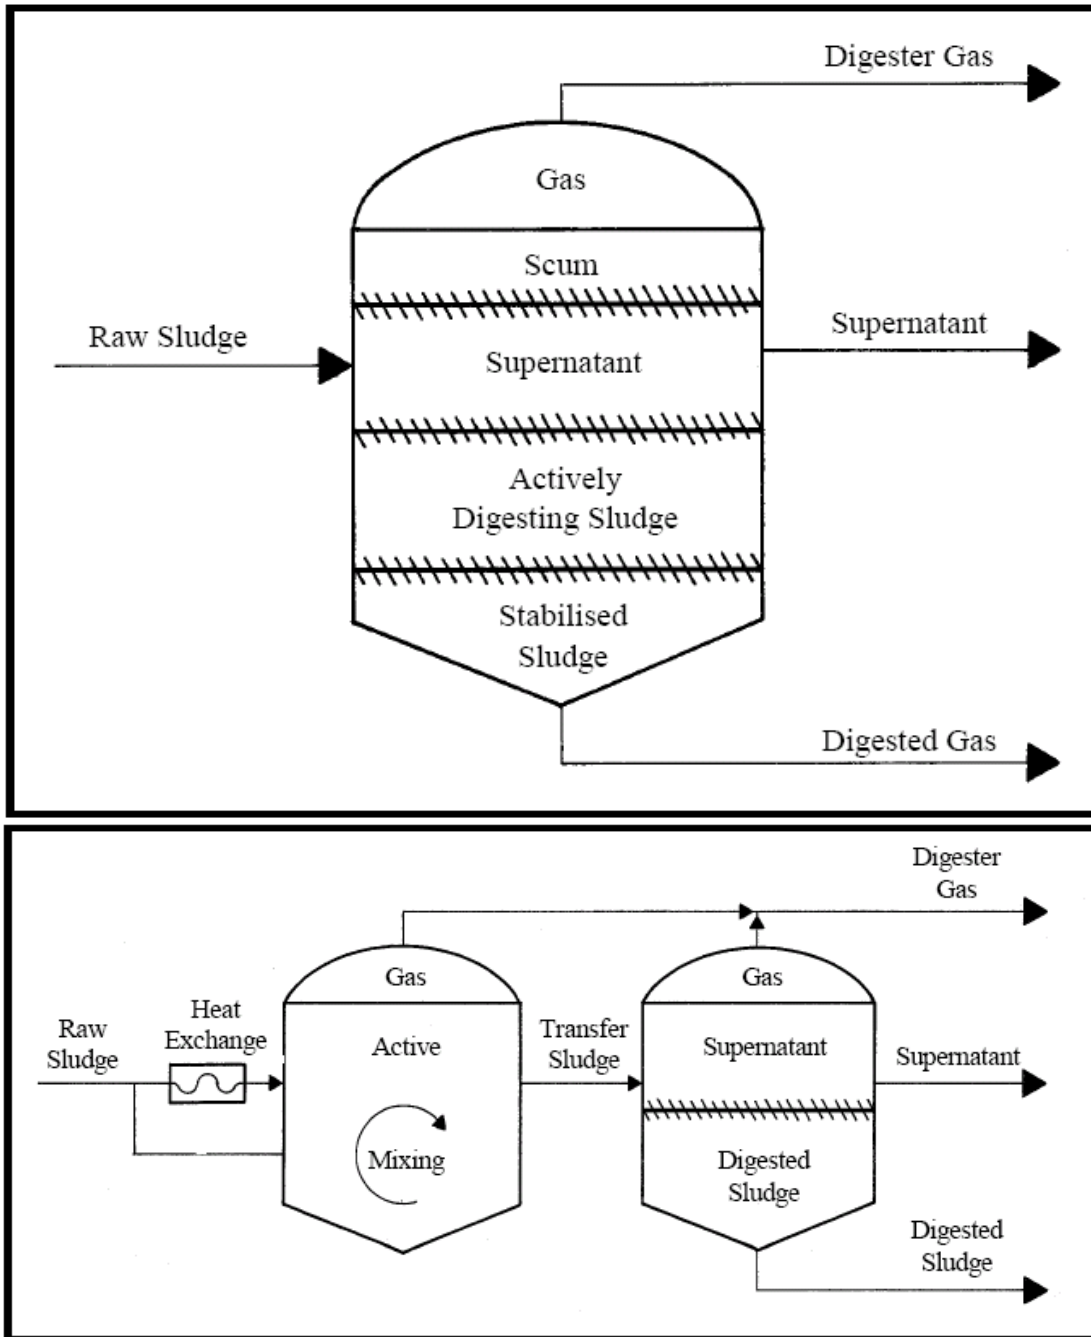 Digester Gas
Gas
Scum
Raw Sludge
Supernatant
Supernatant
Actively
Digesting Sludge
Stabilised
Sludge
Digested Gas
Digester
Gas
Gas
Gas
Heat
Exchange
Raw
Sludge
Active
Transfer
Sludge
Supernatant
Supernatant
Mixing
Digested
Sludge
Digested
Sludge